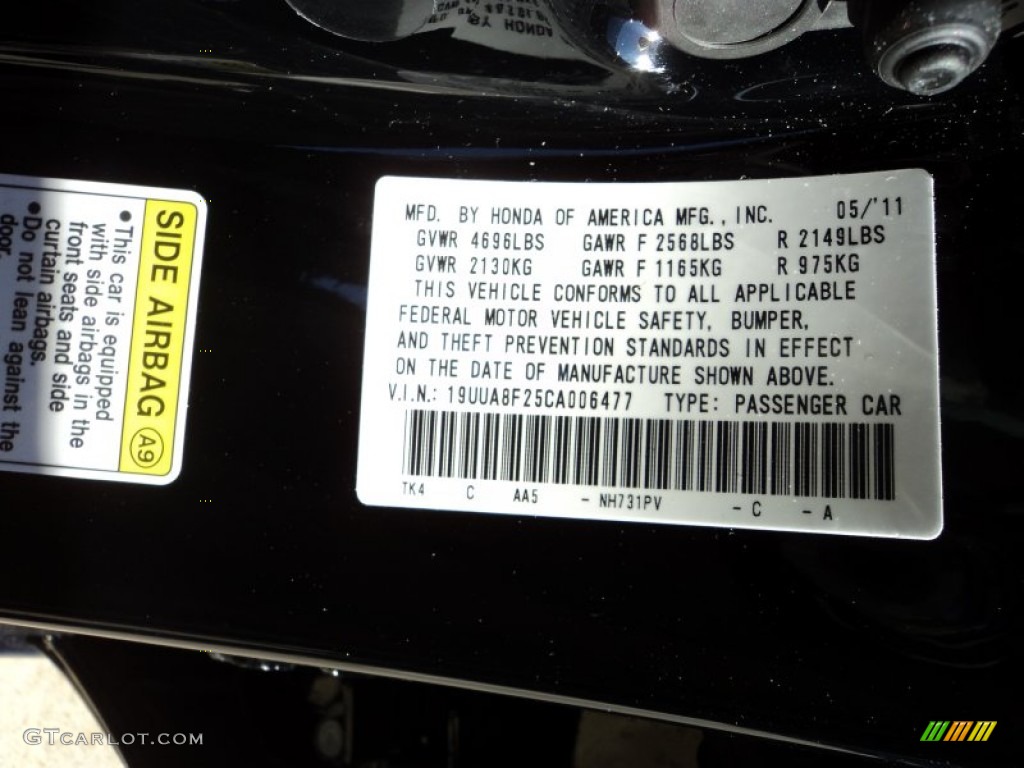 HONDA
SIDE AIRBAG A9
•This car is equipped
with side airbags in the
front seats and side
curtain airbags.
•Do not lean against the
door.
MFD. BY HONDA OF AMERICA MFG., INC. 05/'11
GVWR 4696LBS GAWR F 2568LBS R 2149LBS
GVWR 2130KG GAWR F 1165KG R 975KG
THIS VEHICLE CONFORMS TO ALL APPLICABLE
FEDERAL MOTOR VEHICLE SAFETY, BUMPER,
AND THEFT PREVENTION STANDARDS IN EFFECT
ON THE DATE OF MANUFACTURE SHOWN ABOVE.
V.I.N.: 19UUA8F25CA006477 TYPE: PASSENGER CAR
TK4 C AA5 - NH731PV - C - A
GTCARLOT.COM